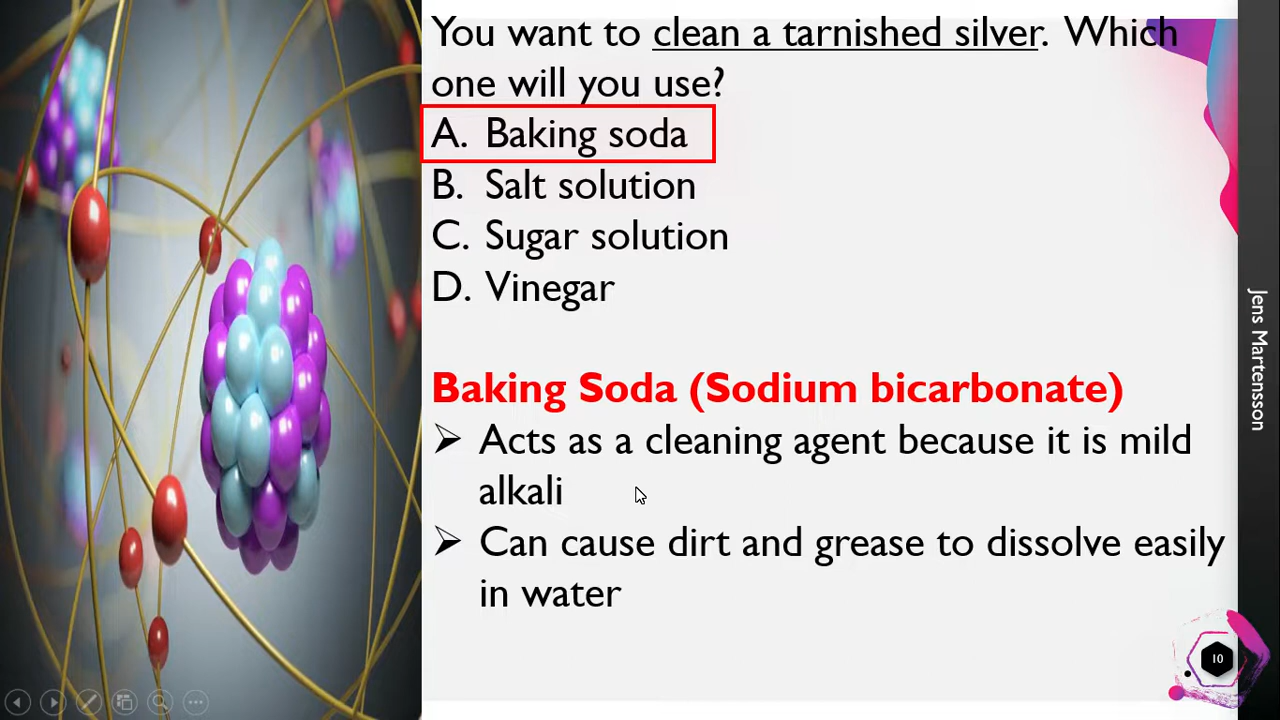 You want to clean a tarnished silver. Which
one will you use?
A. Baking soda
B. Salt solution
C. Sugar solution
D. Vinegar
Baking Soda (Sodium bicarbonate)
➢ Acts as a cleaning agent because it is mild
alkali
➢ Can cause dirt and grease to dissolve easily
in water
Jens Martensson
10